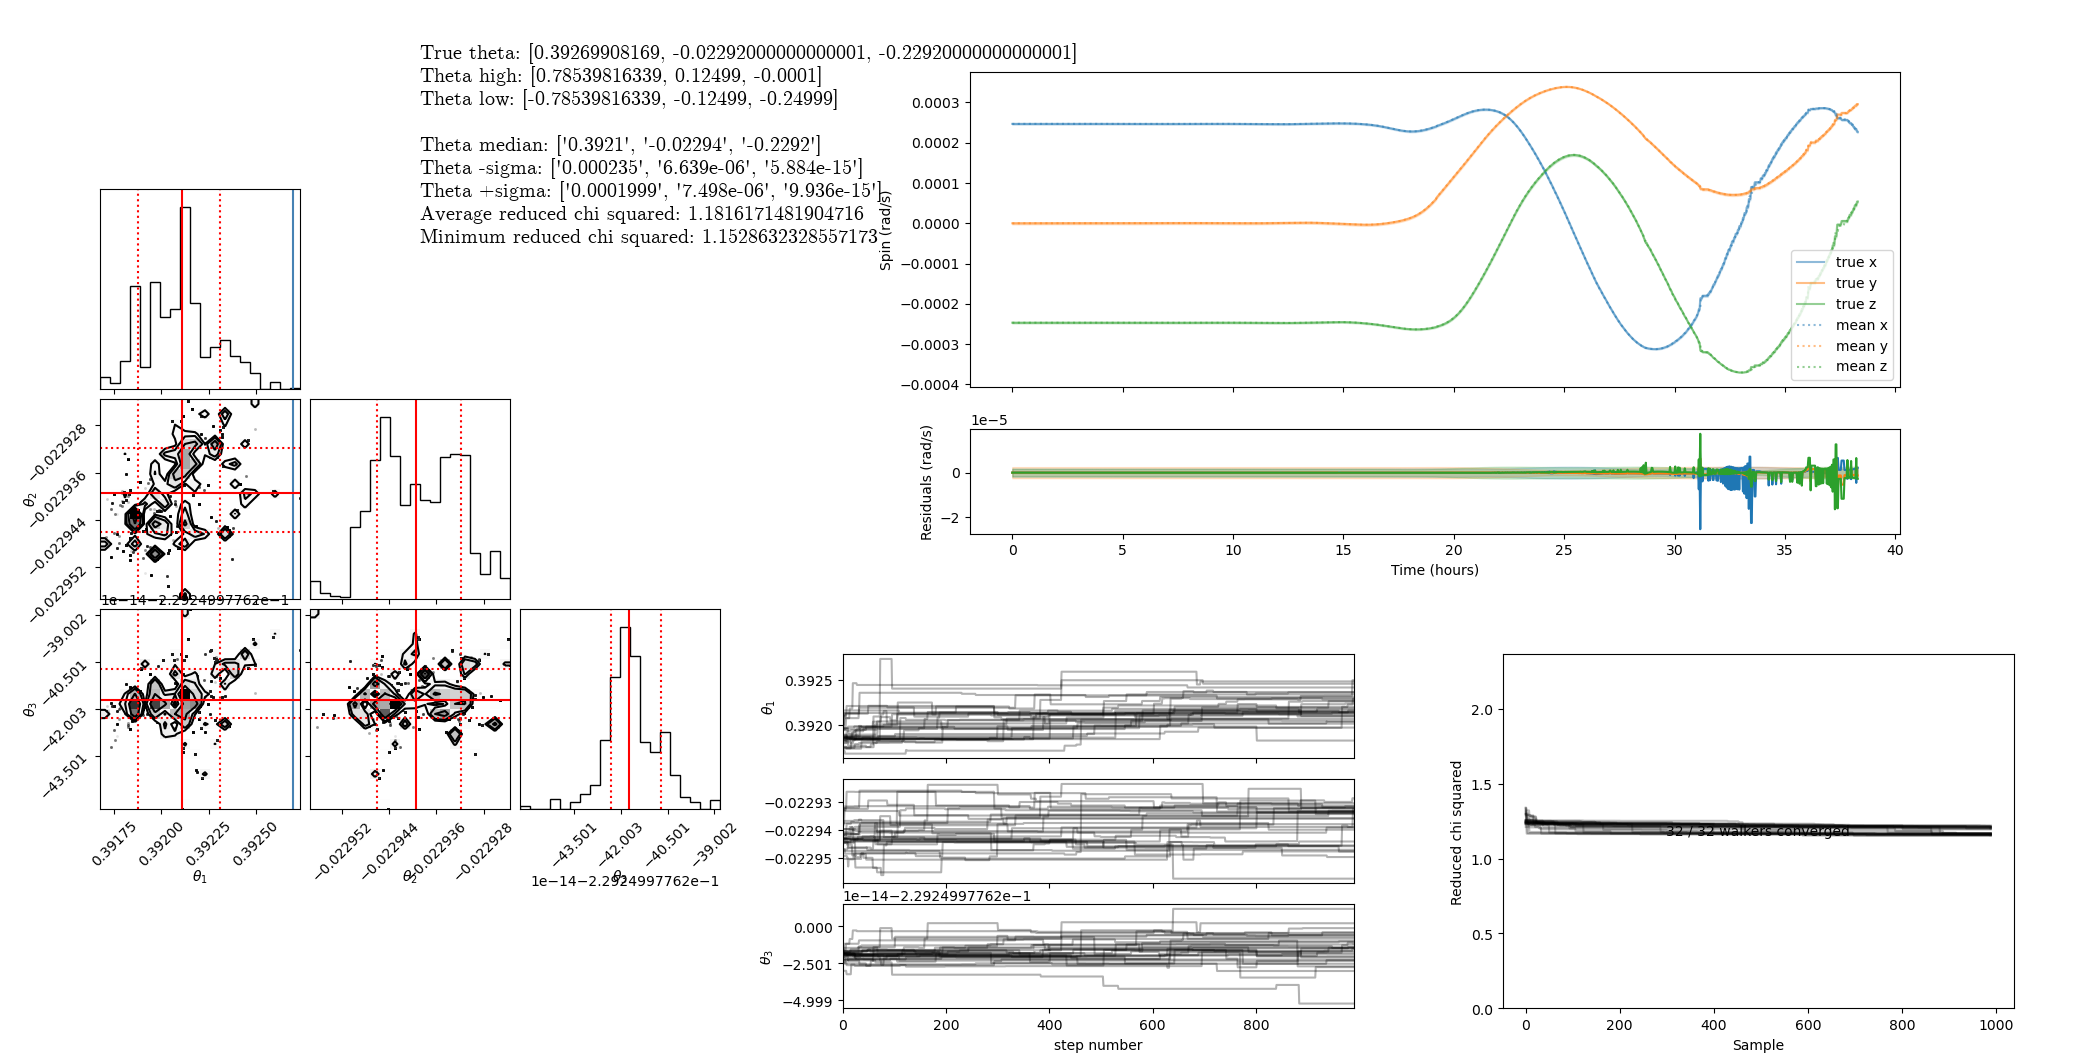 True theta: [0.39269908169, -0.02292000000000001, -0.22920000000000001]
Theta high: [0.78539816339, 0.12499, -0.0001]
Theta low: [-0.78539816339, -0.12499, -0.24999]
Theta median: ['0.3921', '-0.02294', '-0.2292']
Theta -sigma: ['0.000235', '6.639e-06', '5.884e-15']
Theta +sigma: ['0.0001999', '7.498e-06', '9.936e-15']
Average reduced chi squared: 1.1816171481904716
Minimum reduced chi squared: 1.1528632328557173
Spin (rad/s)
0.0003
0.0002
0.0001
0.0000
−0.0001
−0.0002
−0.0003
−0.0004
true x
true y
true z
mean x
mean y
mean z
1e−5
Residuals (rad/s)
0
−2
0 5 10 15 20 25 30 35 40
Time (hours)
θ2
−0.022928
−0.022936
−0.022944
−0.022952
1e−14−2.2924997762e−1
θ3
−39.002
−40.501
−42.003
−43.501
0.39175 0.39200 0.39225 0.39250
θ1
−0.022952 −0.022944 −0.022936 −0.022928
θ2
−43.501 −42.003 −40.501 −39.002
θ3
1e−14−2.2924997762e−1
θ1
0.3925
0.3920
−0.02293
−0.02294
−0.02295
1e−14−2.2924997762e−1
θ3
0.000
−2.501
−4.999
0 200 400 600 800
step number
Reduced chi squared
2.0
1.5
1.0
0.5
0.0
32 / 32 walkers converged
0 200 400 600 800 1000
Sample